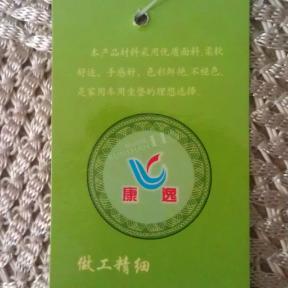 本产品材料采用优质面料,柔软
舒适、手感好、色彩鲜艳,不褪色,
是家用车用坐垫的理想选择。
康 逸
做工精细